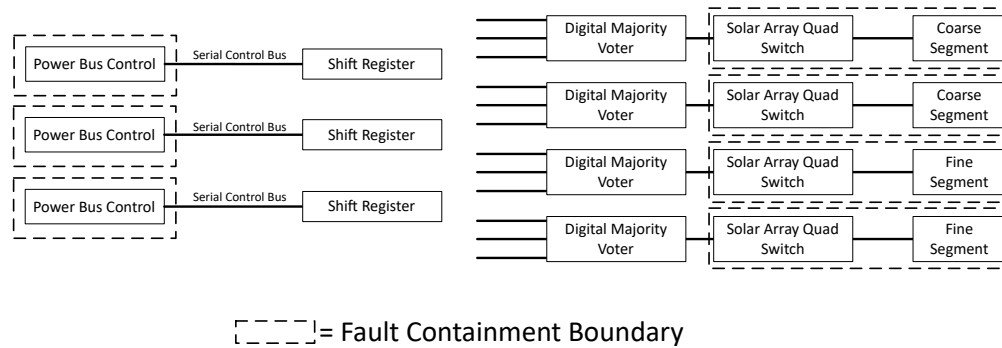 Power Bus Control
Serial Control Bus
Shift Register
Power Bus Control
Serial Control Bus
Shift Register
Power Bus Control
Serial Control Bus
Shift Register
Digital Majority
Voter
Solar Array Quad
Switch
Coarse
Segment
Digital Majority
Voter
Solar Array Quad
Switch
Coarse
Segment
Digital Majority
Voter
Solar Array Quad
Switch
Fine
Segment
Digital Majority
Voter
Solar Array Quad
Switch
Fine
Segment
= Fault Containment Boundary